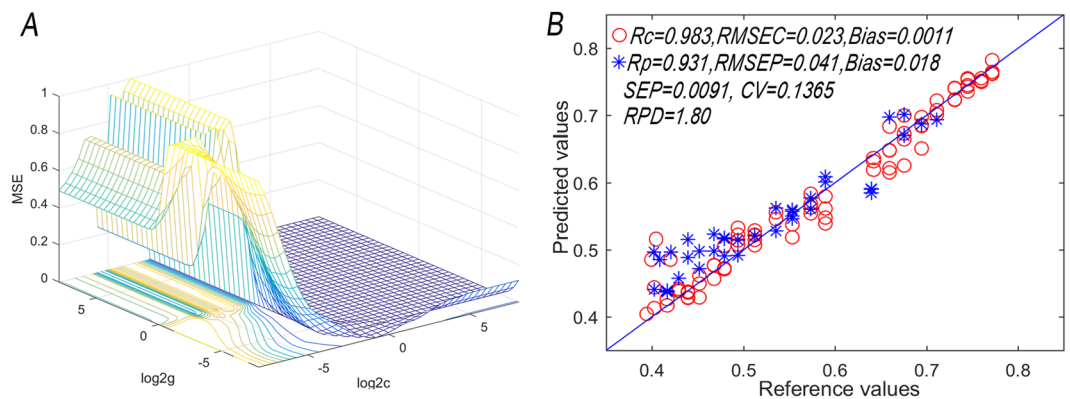 A
MSE
1
0.8
0.6
0.4
0.2
0
5
0
-5
log2g
-5
0
5
log2c
B
Rc=0.983,RMSEC=0.023,Bias=0.0011
Rp=0.931,RMSEP=0.041,Bias=0.018
SEP=0.0091, CV=0.1365
RPD=1.80
Predicted values
0.8
0.7
0.6
0.5
0.4
0.4
0.5
0.6
0.7
0.8
Reference values